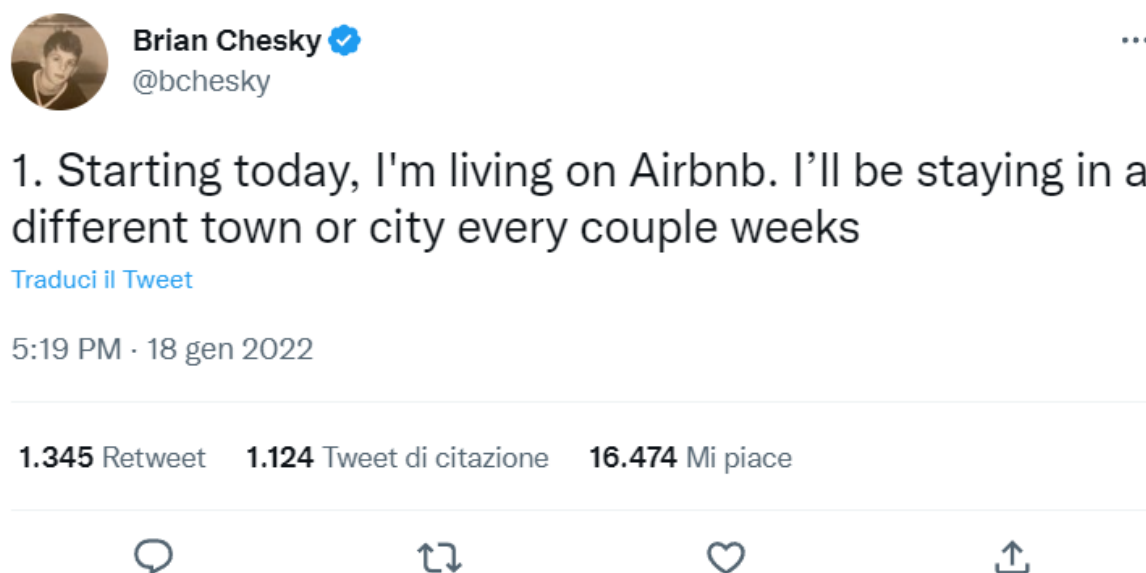 Brian Chesky
@bchesky
1. Starting today, I'm living on Airbnb. I’ll be staying in a
different town or city every couple weeks
Traduci il Tweet
5:19 PM · 18 gen 2022
1.345 Retweet 1.124 Tweet di citazione 16.474 Mi piace